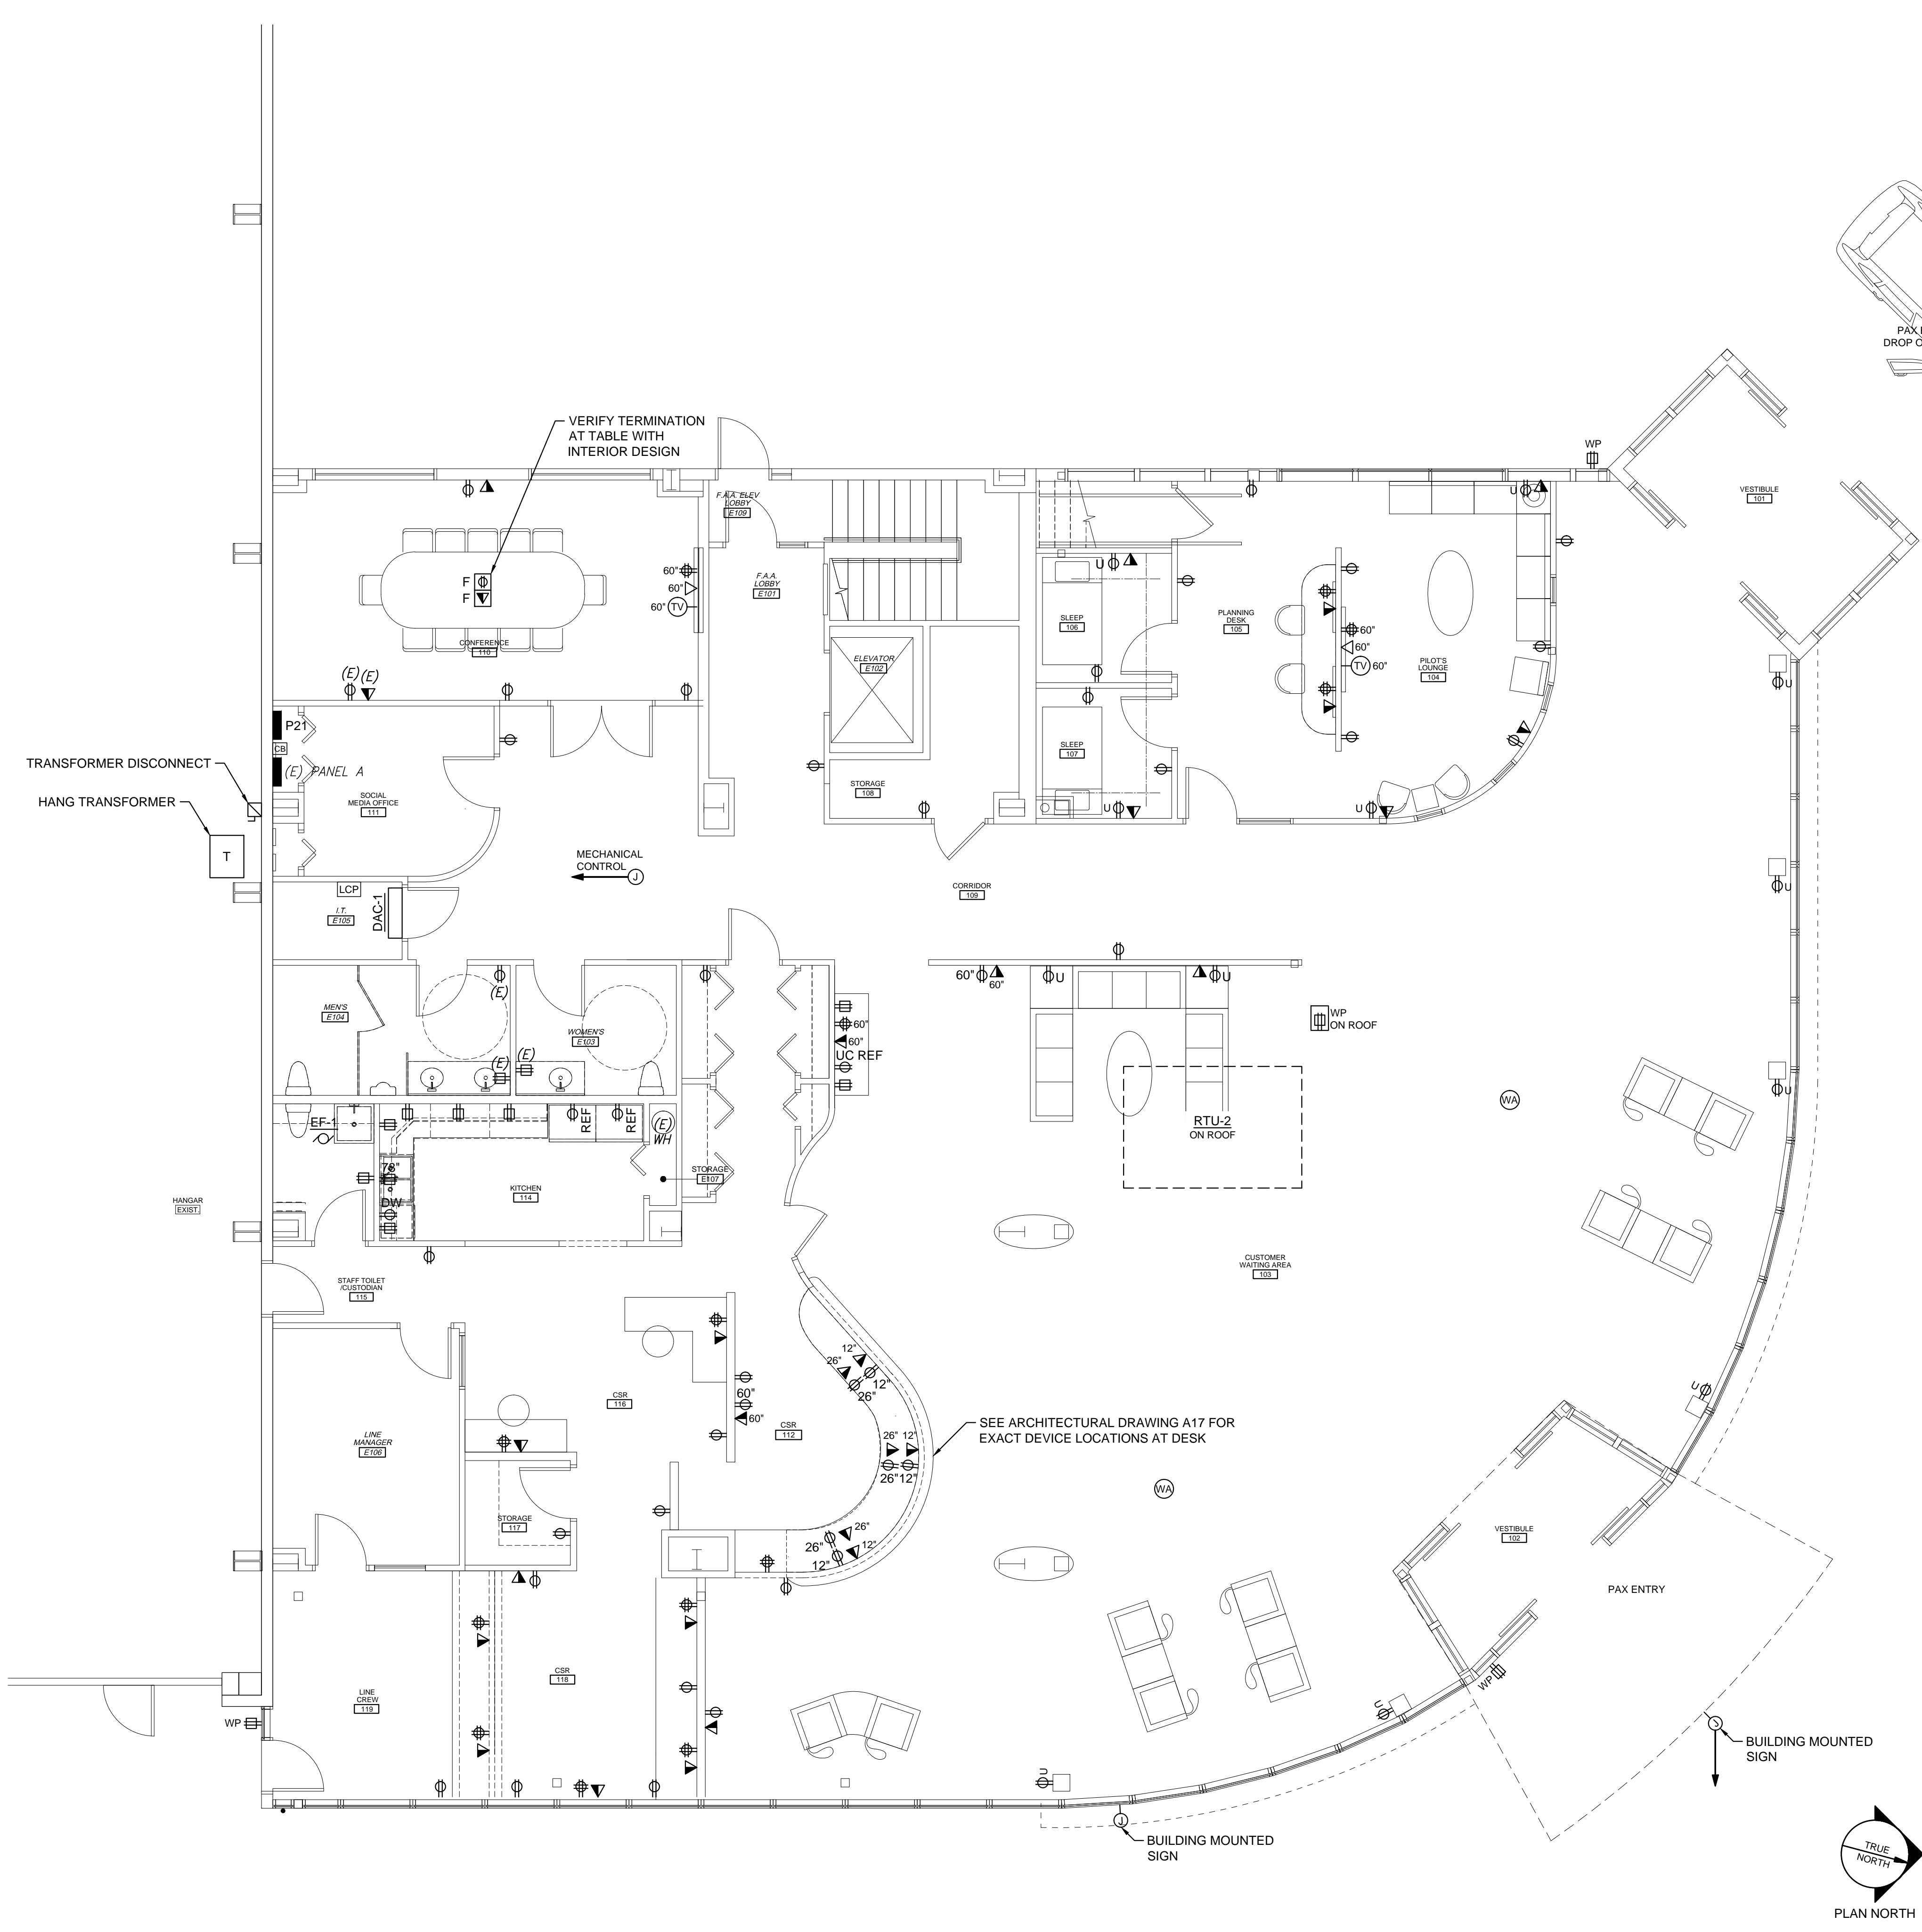 PAX
DROP O
VERIFY TERMINATION
AT TABLE WITH
INTERIOR DESIGN
WP
VESTIBULE
101
F.A.A. ELEV
LOBBY
E109
U
F
F
60"
60"
60" TV
F.A.A.
LOBBY
E101
U
SLEEP
106
PLANNING
DESK
105
60"
60"
TV 60"
PILOT'S
LOUNGE
104
CONFERENCE
110
ELEVATOR
E102
(E) (E)
U
P21
CB
(E) PANEL A
SLEEP
107
TRANSFORMER DISCONNECT
HANG TRANSFORMER
SOCIAL
MEDIA OFFICE
111
STORAGE
108
U
U
T
MECHANICAL
CONTROL
J
LCP
DAC-1
I.T.
E105
CORRIDOR
109
U
60"
60"
U
U
(E)
MEN'S
E104
WOMEN'S
E103
(E)
(E)
60"
60"
UC REF
WP
ON ROOF
U
WA
EF-1
REF
REF
(E)
WH
RTU-2
ON ROOF
78"
DW
KITCHEN
114
STORAGE
E107
HANGAR
EXIST
CUSTOMER
WAITING AREA
103
STAFF TOILET
/CUSTODIAN
115
12"
26"
12"
26"
U
60"
60"
CSR
116
CSR
112
SEE ARCHITECTURAL DRAWING A17 FOR
EXACT DEVICE LOCATIONS AT DESK
LINE
MANAGER
E106
26" 12"
26" 12"
WA
STORAGE
117
26"
12"
26"
12"
VESTIBULE
102
PAX ENTRY
CSR
118
LINE
CREW
119
WP
WP
U
J
BUILDING MOUNTED
SIGN
U
J
BUILDING MOUNTED
SIGN
TRUE
NORTH
PLAN NORTH